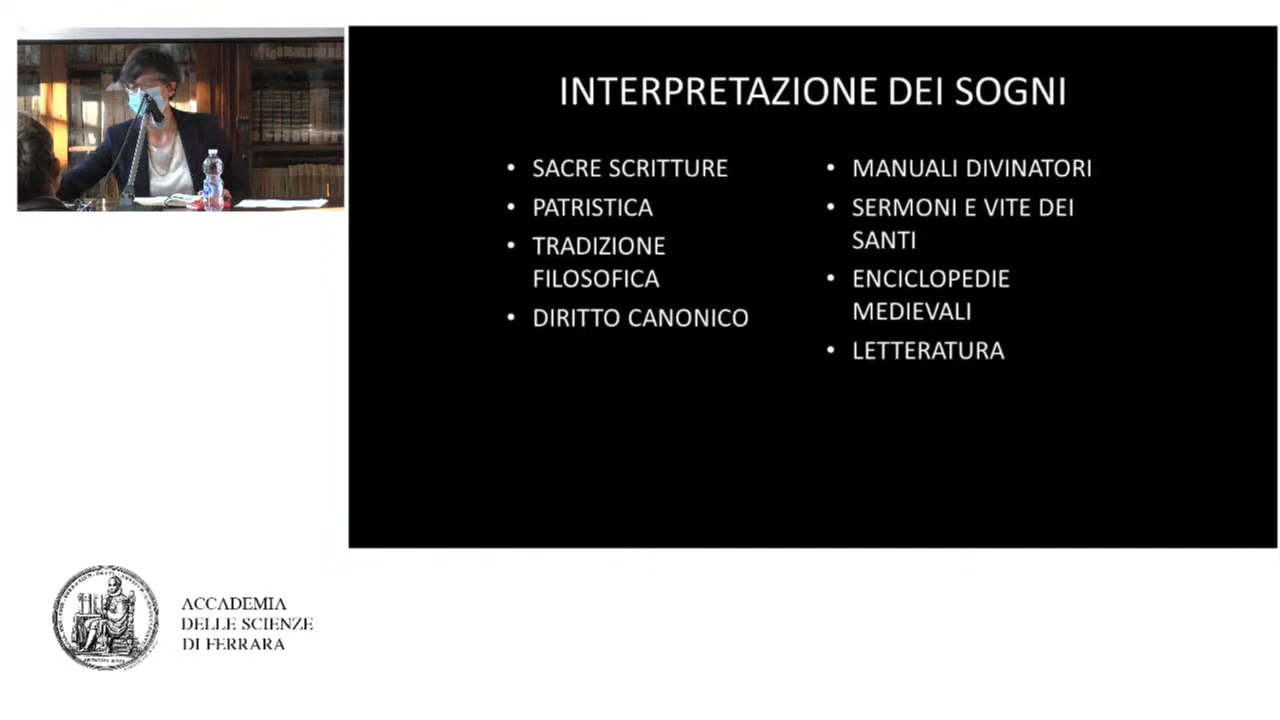 INTERPRETAZIONE DEI SOGNI
• SACRE SCRITTURE
• PATRISTICA
• TRADIZIONE
FILOSOFICA
• DIRITTO CANONICO
• MANUALI DIVINATORI
• SERMONI E VITE DEI
SANTI
• ENCICLOPEDIE
MEDIEVALI
• LETTERATURA
ACCADEMIA
DELLE SCIENZE
DI FERRARA